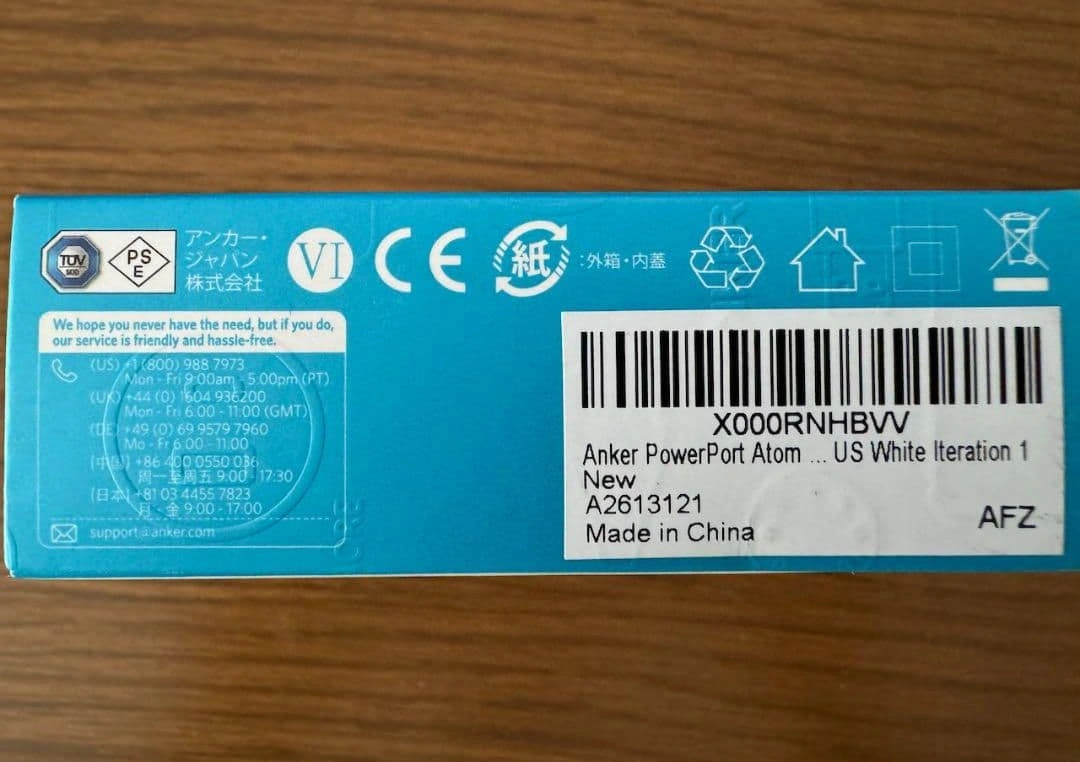 TÜV
SÜD
PS
E
アンカー・
ジャパン
株式会社
VI
CE
紙
:外箱・内蓋
We hope you never have the need, but if you do,
our service is friendly and hassle-free.
(US) +1 (800) 988 7973
Mon - Fri 9:00am - 5:00pm (PT)
(UK) +44 (0) 1604 936200
Mon - Fri 6:00 - 11:00 (GMT)
(DE) +49 (0) 69 9579 7960
Mo - Fr 6:00 - 11:00
(中国) +86 400 0550 036
周一至周五 9:00 - 17:30
(日本) +81 03 4455 7823
月 - 金 9:00 - 17:00
support@anker.com
X000RNHBVV
Anker PowerPort Atom ... US White Iteration 1
New
A2613121
Made in China
AFZ